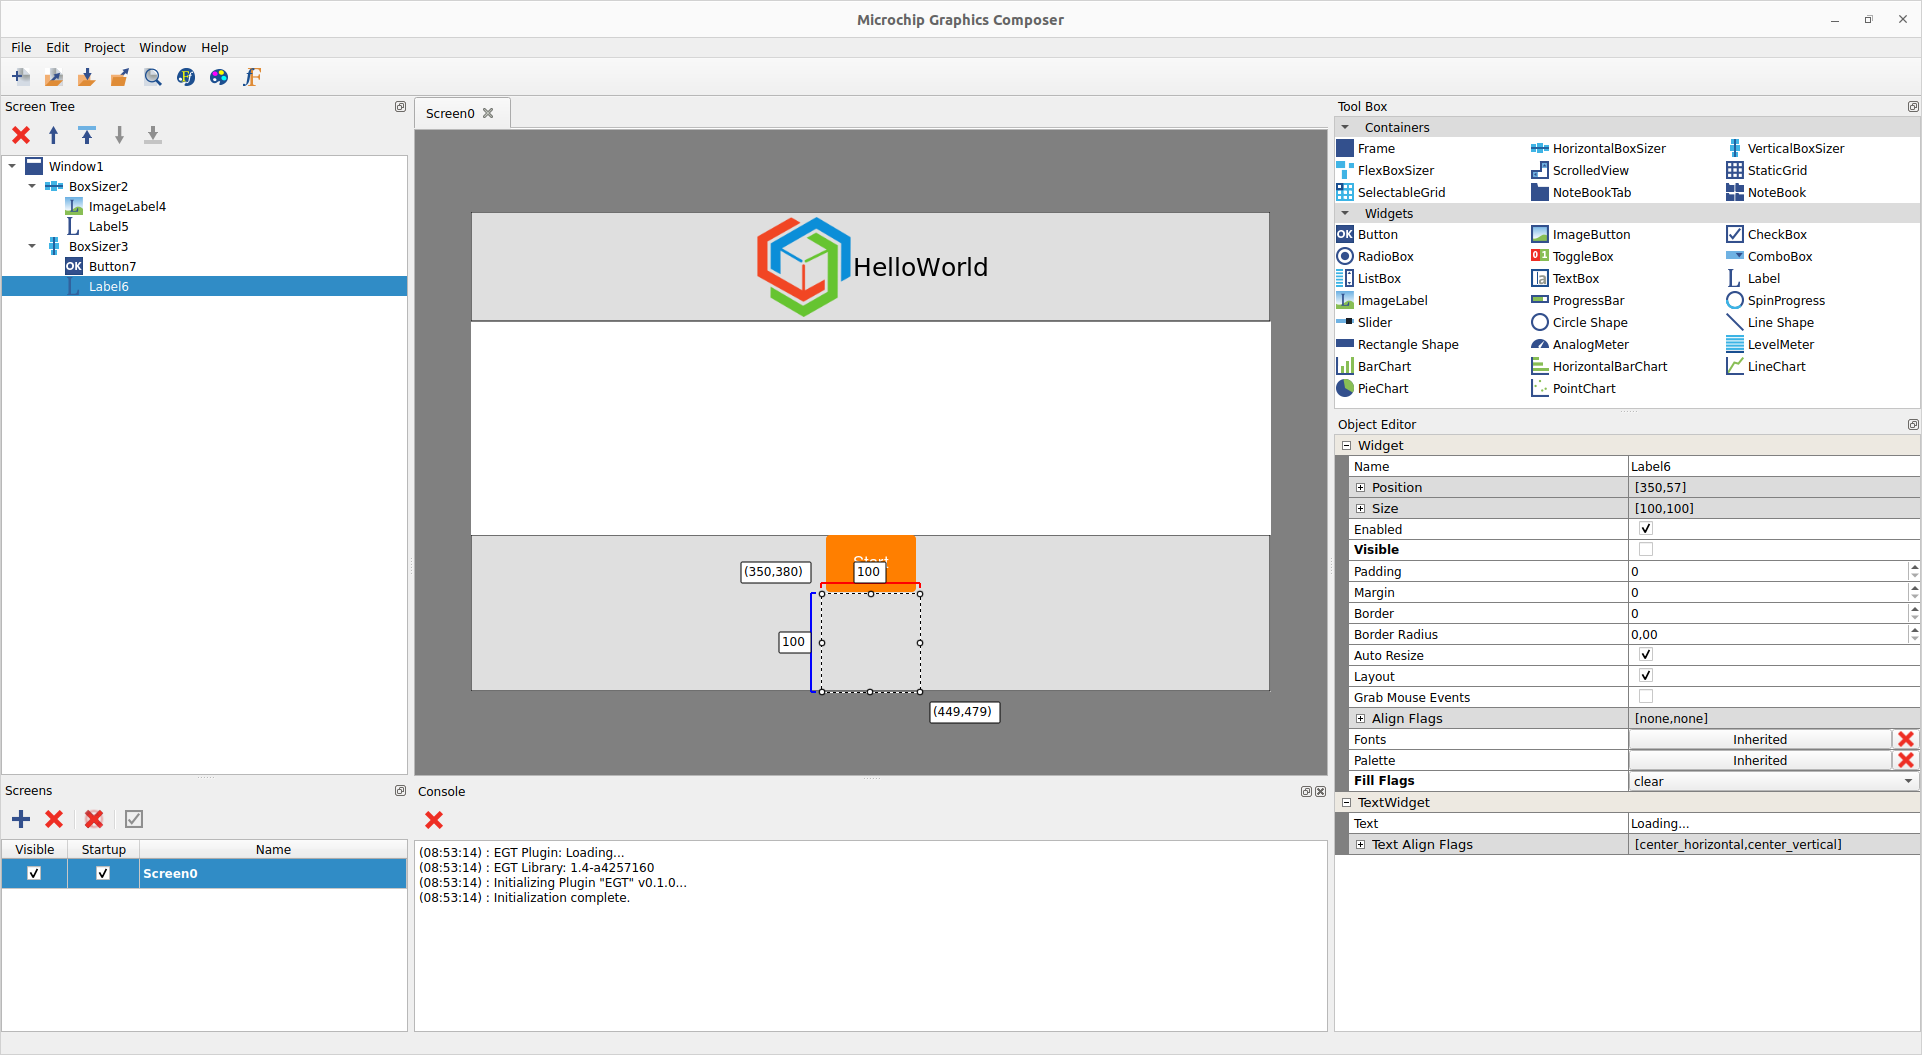 Microchip Graphics Composer
File Edit Project Window Help
Screen Tree
Window1
BoxSizer2
ImageLabel4
Label5
BoxSizer3
OK Button7
Label6
Screens
Visible Startup Name
Screen0
Screen0
HelloWorld
Start
(350,380)
100
100
(449,479)
Console
(08:53:14) : EGT Plugin: Loading...
(08:53:14) : EGT Library: 1.4-a4257160
(08:53:14) : Initializing Plugin "EGT" v0.1.0...
(08:53:14) : Initialization complete.
Tool Box
Containers
Frame HorizontalBoxSizer VerticalBoxSizer
FlexBoxSizer ScrolledView StaticGrid
SelectableGrid NoteBookTab NoteBook
Widgets
OK Button ImageButton CheckBox
RadioBox 0 1 ToggleBox ComboBox
ListBox a TextBox L Label
L ImageLabel ProgressBar SpinProgress
Slider Circle Shape Line Shape
Rectangle Shape AnalogMeter LevelMeter
BarChart HorizontalBarChart LineChart
PieChart PointChart
Object Editor
Widget
Name Label6
Position [350,57]
Size [100,100]
Enabled
Visible
Padding 0
Margin 0
Border 0
Border Radius 0,00
Auto Resize
Layout
Grab Mouse Events
Align Flags [none,none]
Fonts Inherited
Palette Inherited
Fill Flags clear
TextWidget
Text Loading...
Text Align Flags [center_horizontal,center_vertical]